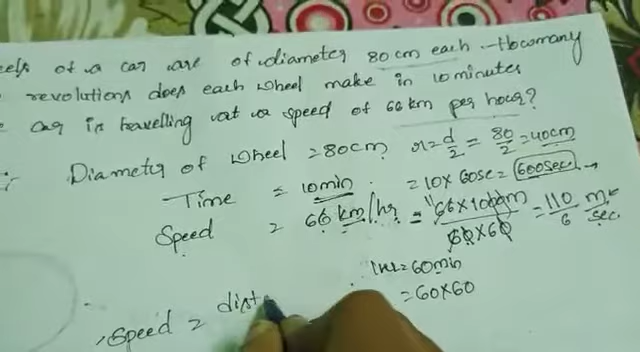 of a car are of diameter 80 cm each. How many
revolutions does each wheel make in 10 minutes
car is travelling at a speed of 66 km per hour?
Diameter of wheel = 80cm, r = d/2 = 80/2 = 40cm
Time = 10min = 10 × 60sec = 600sec
Speed = 66 km/hr = 66×1000m/60×60 = 110/6 m/sec
1hr = 60min
= 60×60
Speed = dist